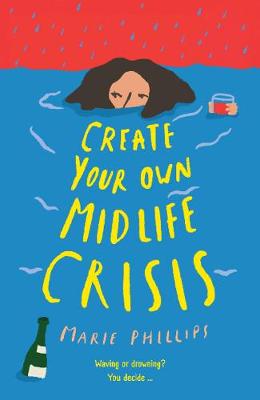 CREATE
YOUR OWN
MIDLIFE
CRISIS
MARIE PHILLIPS
Waving or drowning?
You decide ...